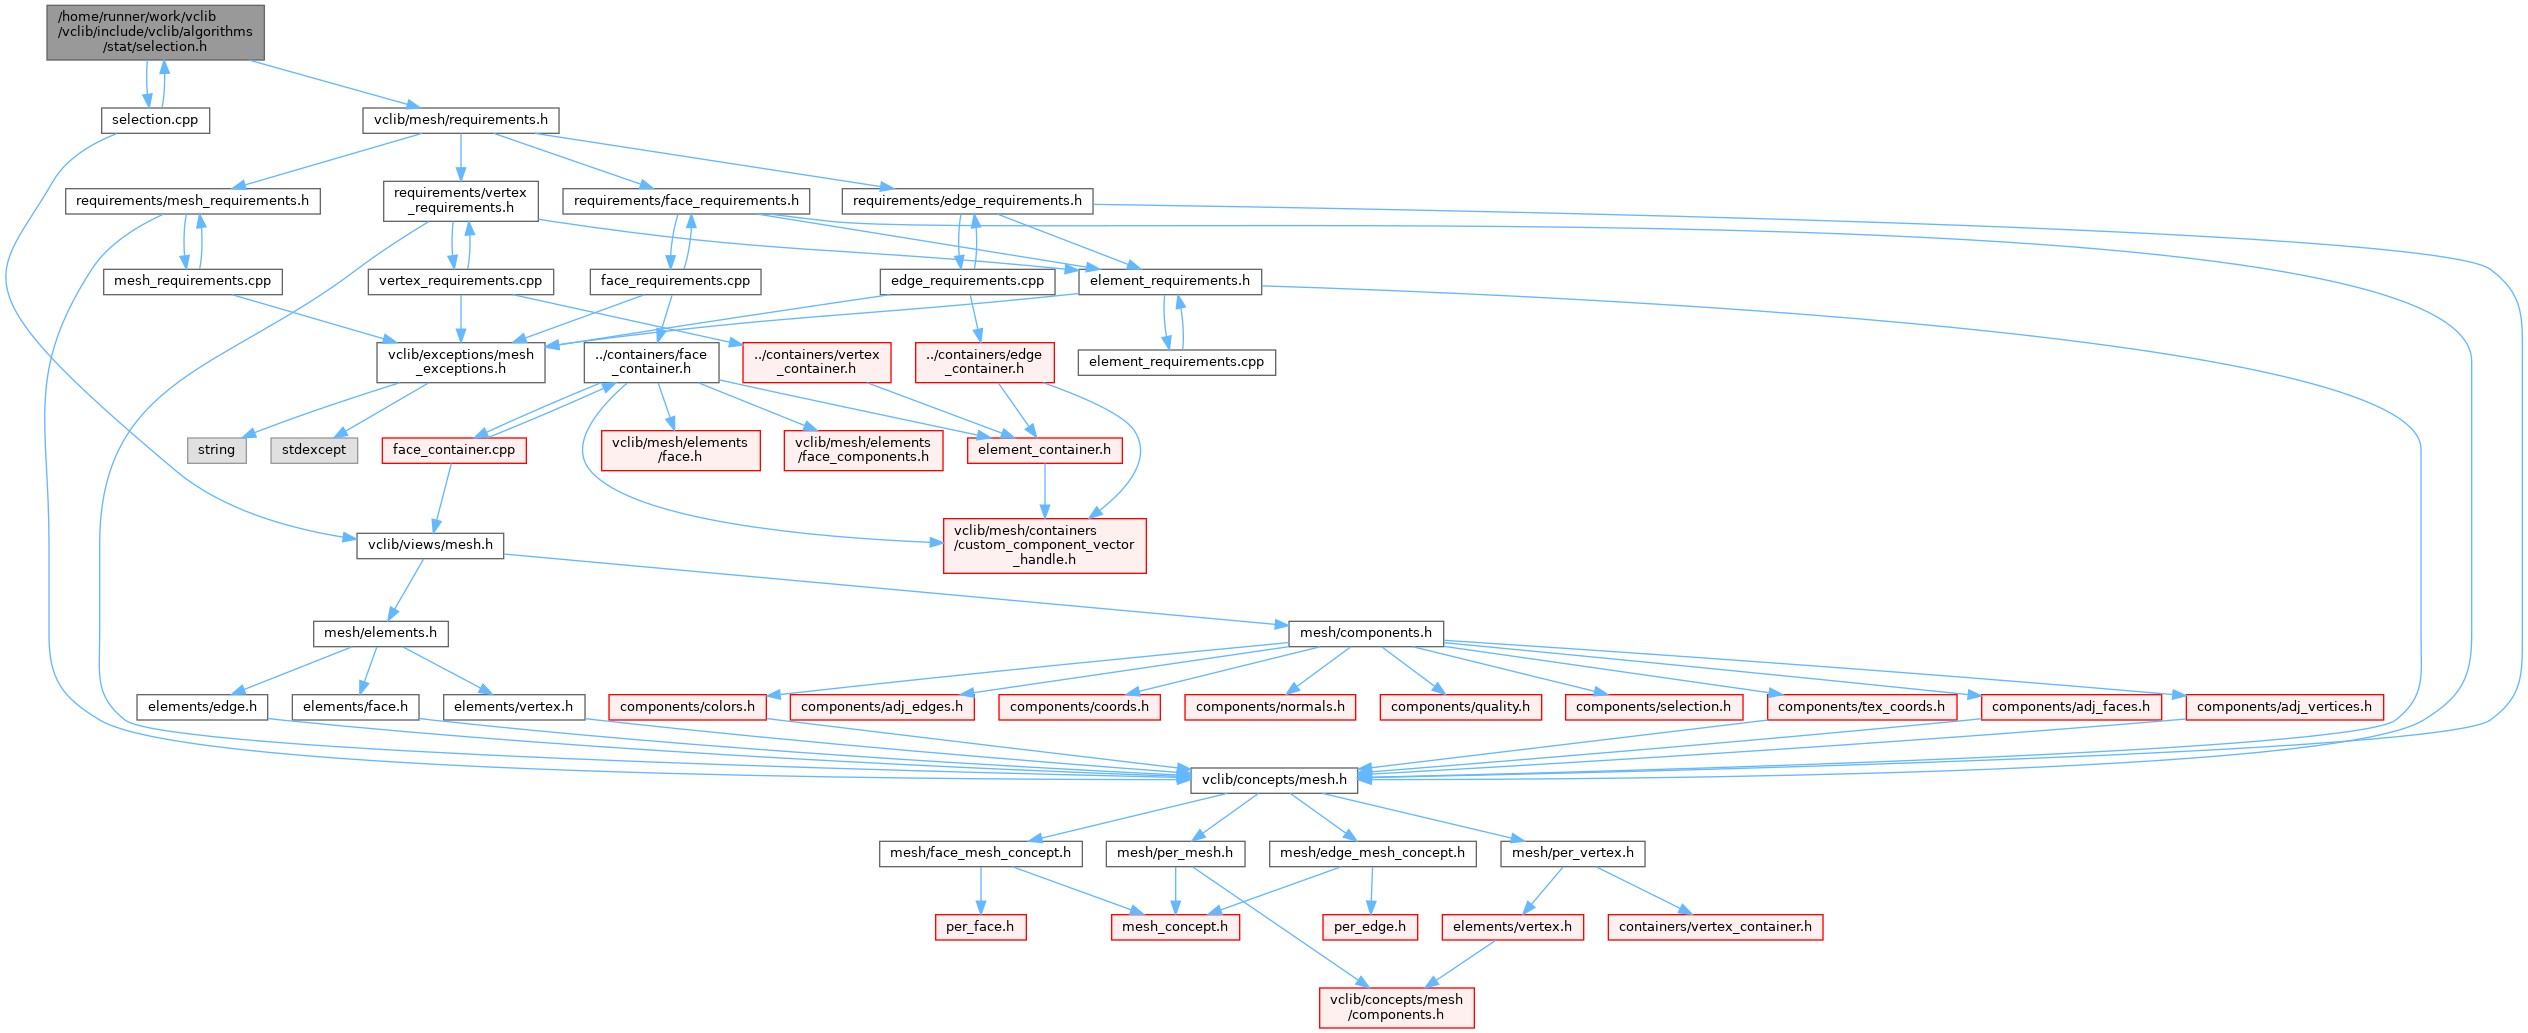 /home/runner/work/vclib
/vclib/include/vclib/algorithms
/stat/selection.h
selection.cpp
vclib/mesh/requirements.h
requirements/mesh_requirements.h
requirements/vertex
_requirements.h
requirements/face_requirements.h
requirements/edge_requirements.h
mesh_requirements.cpp
vertex_requirements.cpp
face_requirements.cpp
edge_requirements.cpp
element_requirements.h
vclib/exceptions/mesh
_exceptions.h
../containers/face
_container.h
../containers/vertex
_container.h
../containers/edge
_container.h
element_requirements.cpp
string
stdexcept
face_container.cpp
vclib/mesh/elements
/face.h
vclib/mesh/elements
/face_components.h
element_container.h
vclib/views/mesh.h
vclib/mesh/containers
/custom_component_vector
_handle.h
mesh/elements.h
mesh/components.h
elements/edge.h
elements/face.h
elements/vertex.h
components/colors.h
components/adj_edges.h
components/coords.h
components/normals.h
components/quality.h
components/selection.h
components/tex_coords.h
components/adj_faces.h
components/adj_vertices.h
vclib/concepts/mesh.h
mesh/face_mesh_concept.h
mesh/per_mesh.h
mesh/edge_mesh_concept.h
mesh/per_vertex.h
per_face.h
mesh_concept.h
per_edge.h
elements/vertex.h
containers/vertex_container.h
vclib/concepts/mesh
/components.h